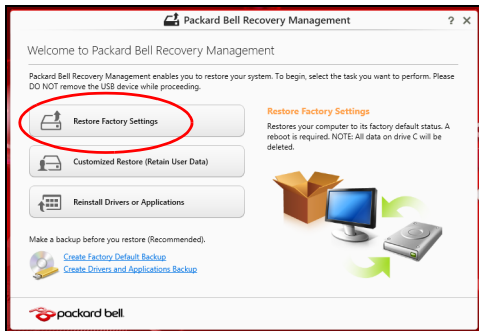 Packard Bell Recovery Management
? X
Welcome to Packard Bell Recovery Management
Packard Bell Recovery Management enables you to restore your system. To begin, select the task you want to perform. Please
DO NOT remove the USB device while proceeding.
Restore Factory Settings
Customized Restore (Retain User Data)
Reinstall Drivers or Applications
Restore Factory Settings
Restores your computer to its factory default status. A
reboot is required. NOTE: All data on drive C will be
deleted.
Make a backup before you restore (Recommended).
Create Factory Default Backup
Create Drivers and Applications Backup
packard bell.